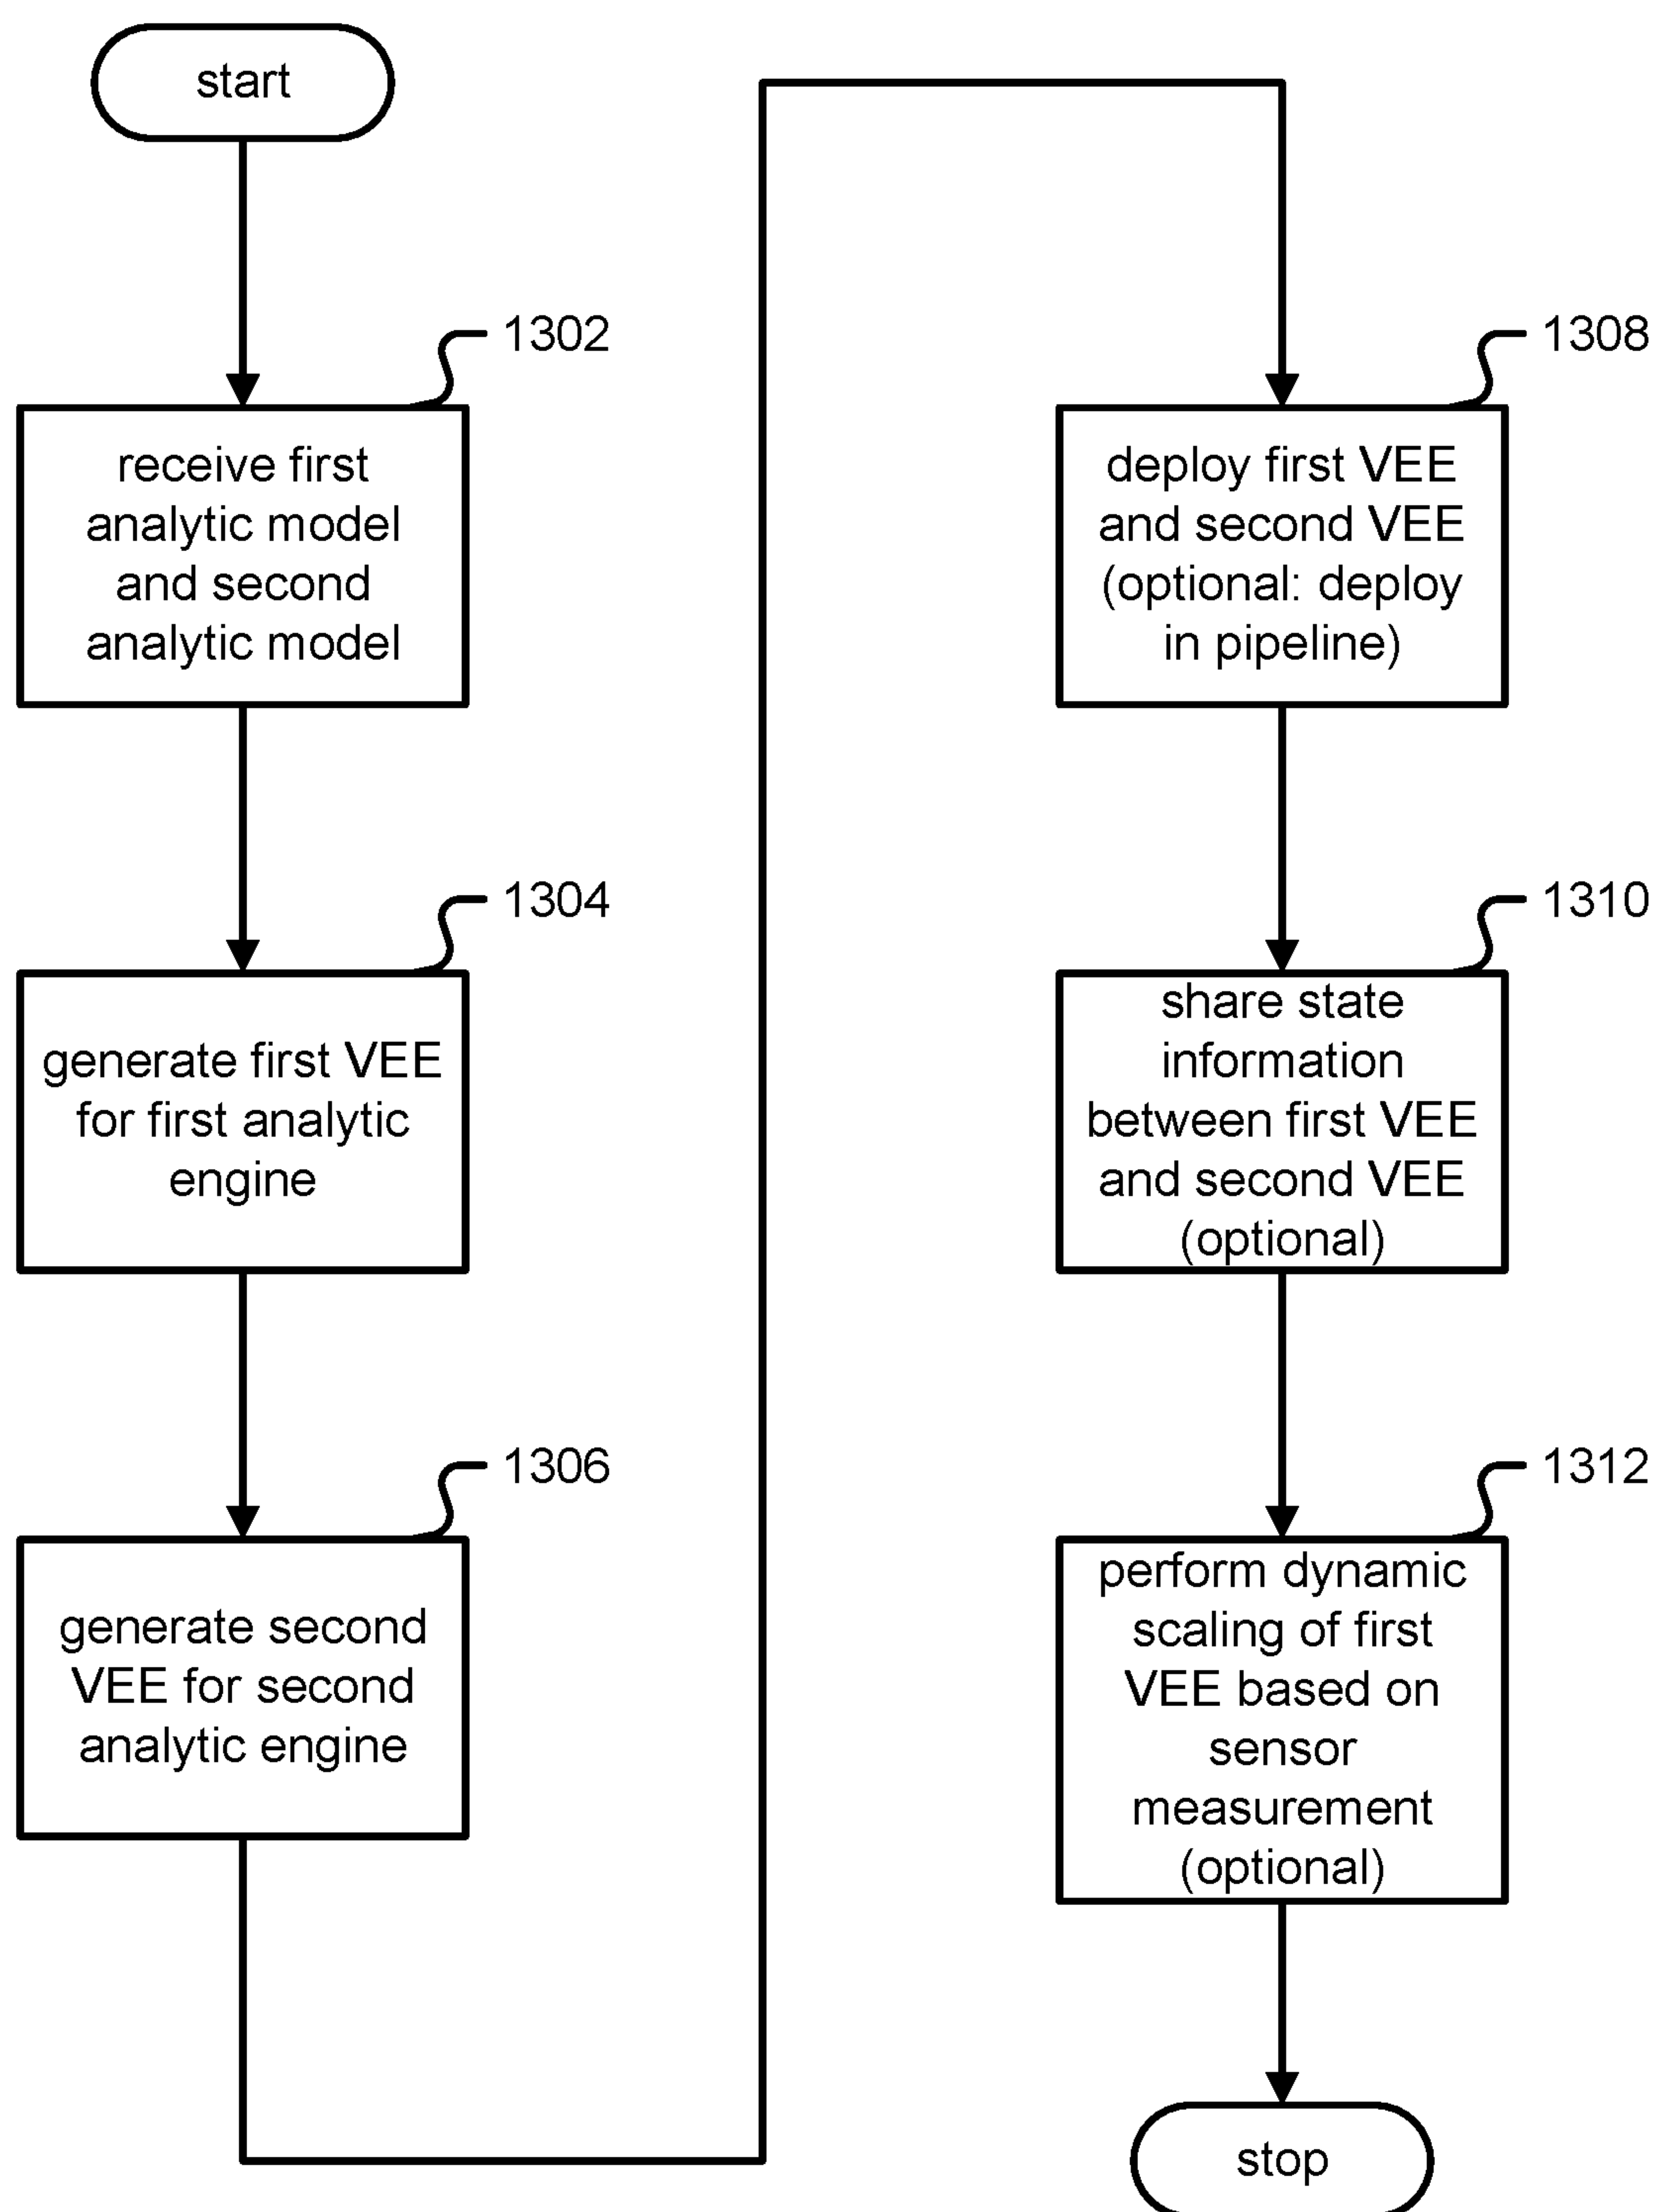 start
1302
receive first
analytic model
and second
analytic model
1304
generate first VEE
for first analytic
engine
1306
generate second
VEE for second
analytic engine
1308
deploy first VEE
and second VEE
(optional: deploy
in pipeline)
1310
share state
information
between first VEE
and second VEE
(optional)
1312
perform dynamic
scaling of first
VEE based on
sensor
measurement
(optional)
stop